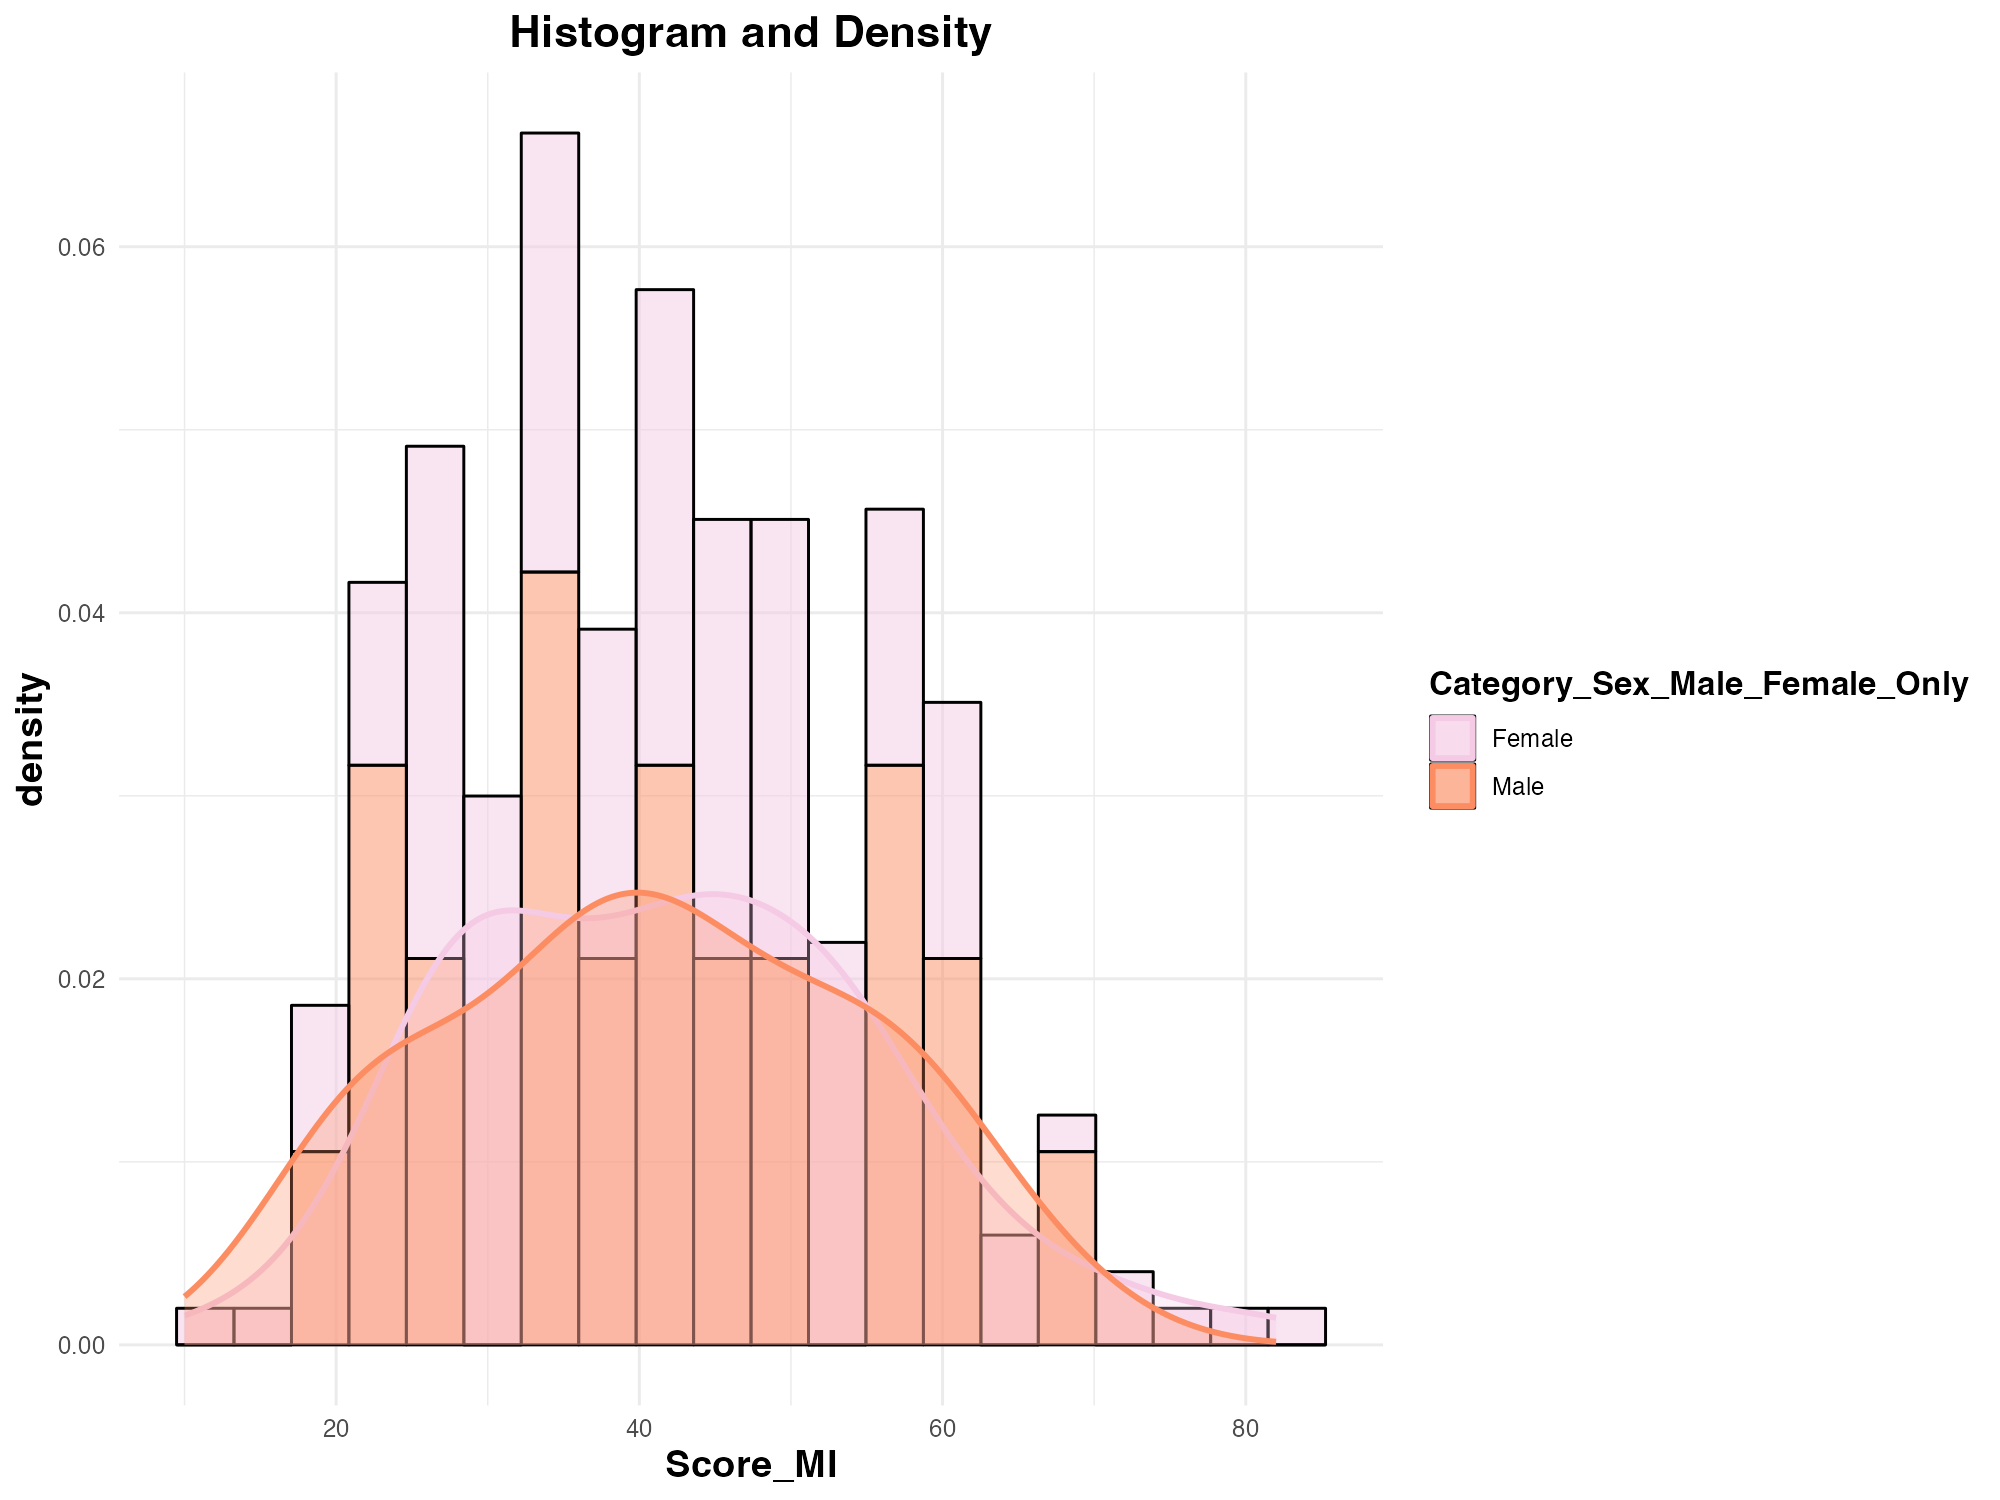 Histogram and Density
density
0.06
0.04
0.02
0.00
20 40 60 80
Score_MI
Category_Sex_Male_Female_Only
Female
Male